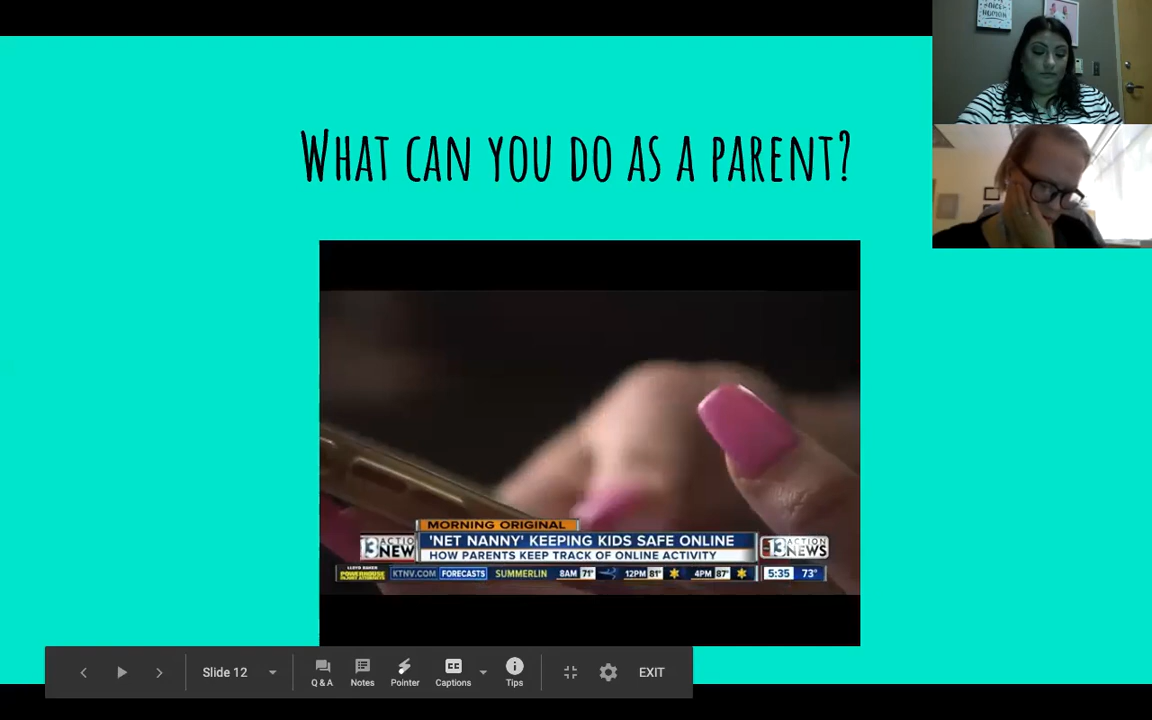 WHAT CAN YOU DO AS A PARENT?
MORNING ORIGINAL
13 ACTION NEWS
'NET NANNY' KEEPING KIDS SAFE ONLINE
HOW PARENTS KEEP TRACK OF ONLINE ACTIVITY
13 ACTION NEWS
KTNV.COM FORECASTS SUMMERLIN 8AM 71° 12PM 81° 4PM 87° 5:35 73°
Slide 12
Q & A
Notes
Pointer
CC
Captions
Tips
EXIT